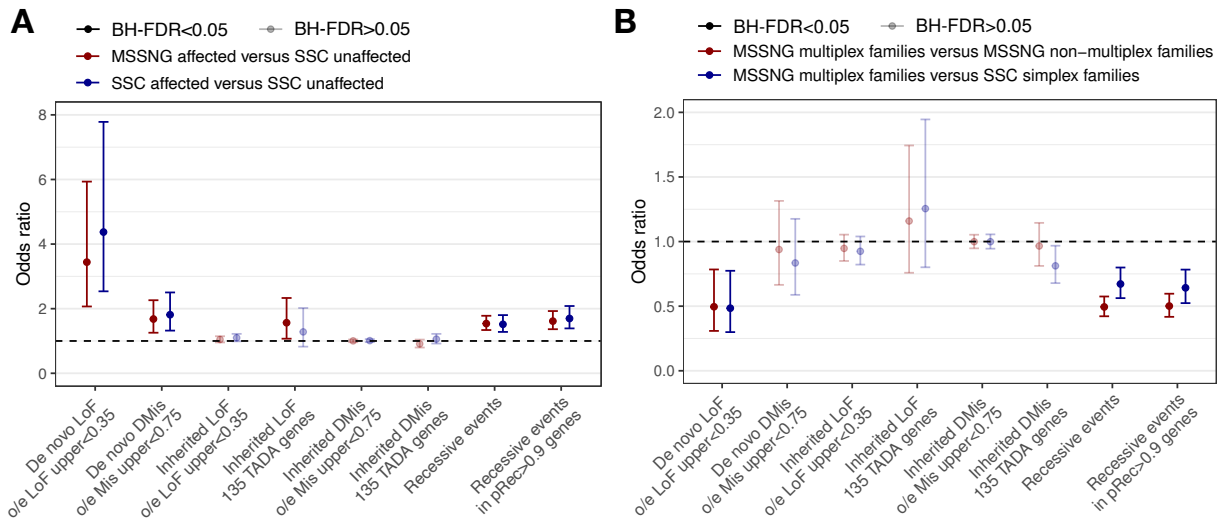 A
BH-FDR<0.05 BH-FDR>0.05
MSSNG affected versus SSC unaffected
SSC affected versus SSC unaffected
Odds ratio
8
6
4
2
0
De novo LoF
o/e LoF upper<0.35
De novo DMis
o/e Mis upper<0.75
Inherited LoF
o/e LoF upper<0.35
Inherited LoF
135 TADA genes
Inherited DMis
o/e Mis upper<0.75
Inherited DMis
135 TADA genes
Recessive events
Recessive events
in pRec>0.9 genes
B
BH-FDR<0.05 BH-FDR>0.05
MSSNG multiplex families versus MSSNG non−multiplex families
MSSNG multiplex families versus SSC simplex families
Odds ratio
2.0
1.5
1.0
0.5
0.0
De novo LoF
o/e LoF upper<0.35
De novo DMis
o/e Mis upper<0.75
Inherited LoF
o/e LoF upper<0.35
Inherited LoF
135 TADA genes
Inherited DMis
o/e Mis upper<0.75
Inherited DMis
135 TADA genes
Recessive events
Recessive events
in pRec>0.9 genes